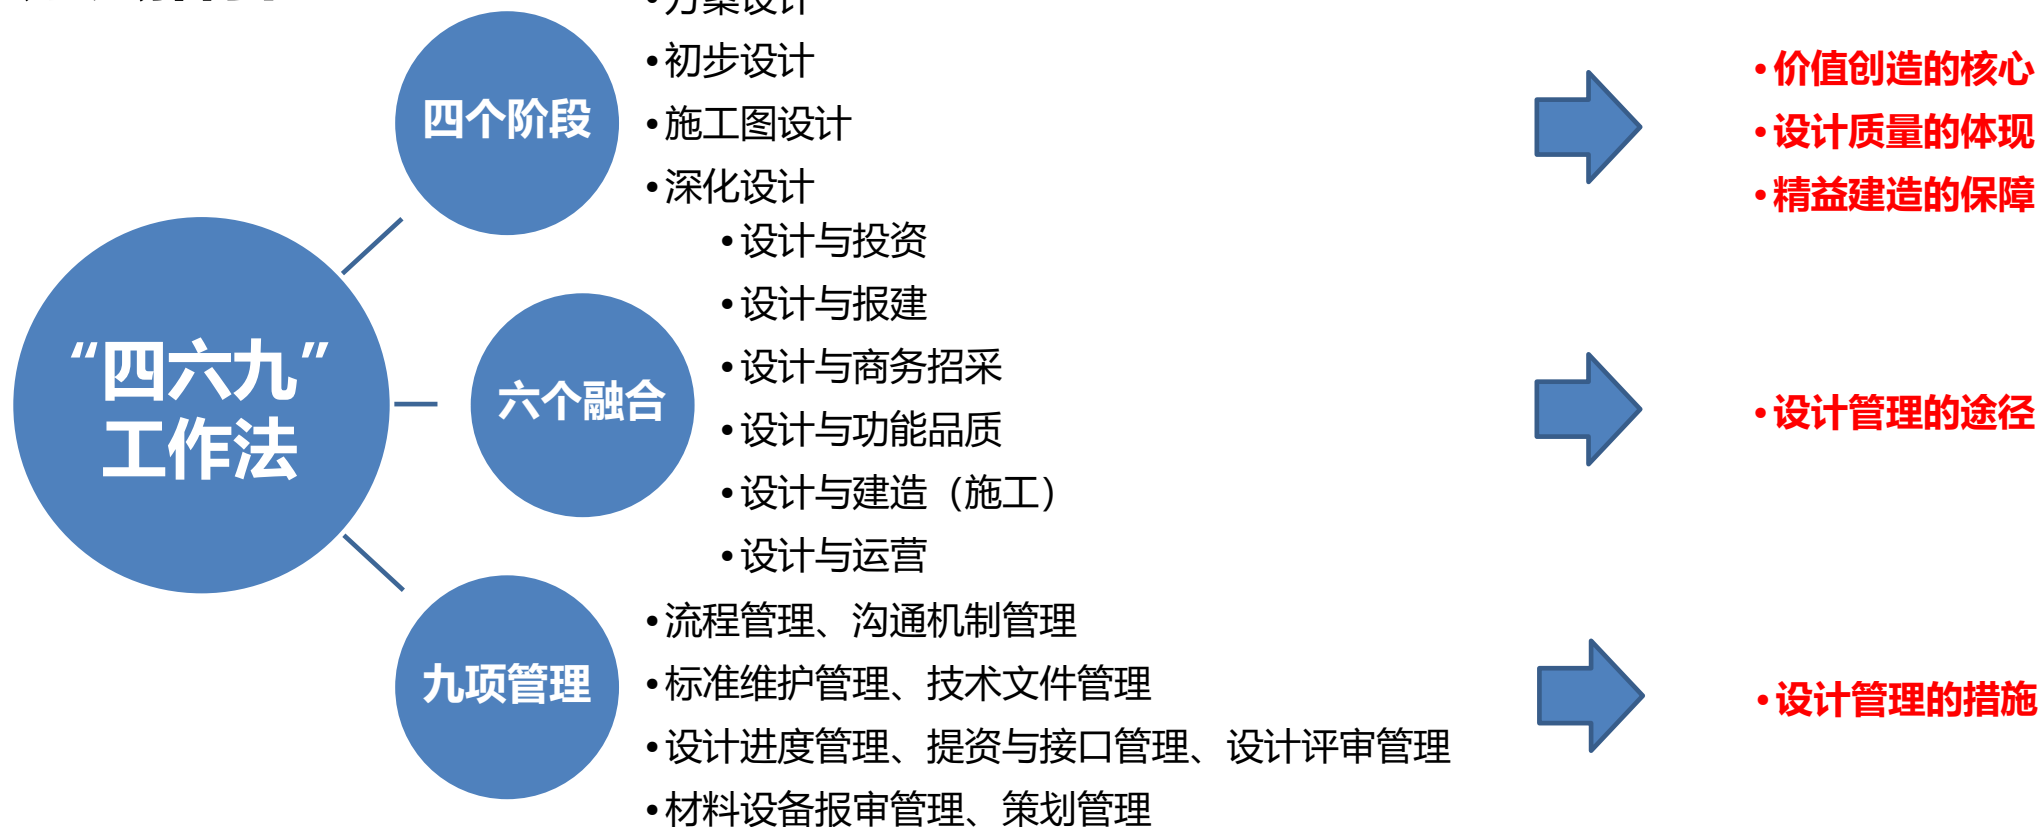 •方案设计
•初步设计
•施工图设计
•深化设计
四个阶段
•价值创造的核心
•设计质量的体现
•精益建造的保障
“四六九”
工作法
六个融合
•设计与投资
•设计与报建
•设计与商务招采
•设计与功能品质
•设计与建造（施工）
•设计与运营
•设计管理的途径
九项管理
•流程管理、沟通机制管理
•标准维护管理、技术文件管理
•设计进度管理、提资与接口管理、设计评审管理
•材料设备报审管理、策划管理
•设计管理的措施